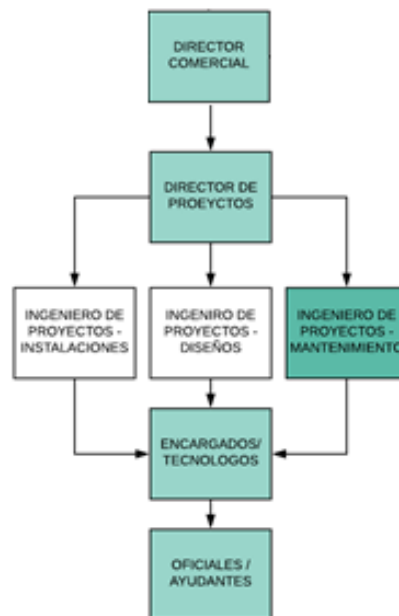 DIRECTOR
COMERCIAL
DIRECTOR DE
PROEYCTOS
INGENIERO DE
PROYECTOS -
INSTALACIONES
INGENIRO DE
PROYECTOS -
DISEÑOS
INGENIERO DE
PROYECTOS -
MANTENIMIENTO
ENCARGADOS/
TECNOLOGOS
OFICIALES /
AYUDANTES